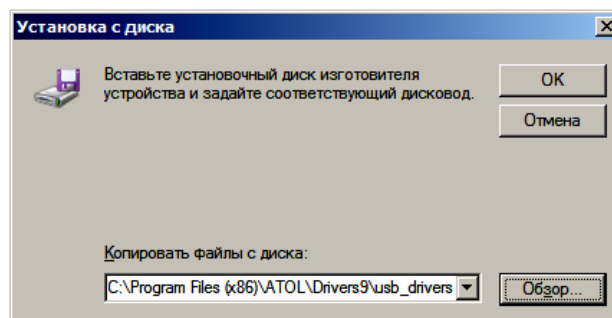 Установка с диска
Вставьте установочный диск изготовителя
устройства и задайте соответствующий дисковод.
OK
Отмена
Копировать файлы с диска:
C:\Program Files (x86)\ATOL\Drivers9\usb_drivers
Обзор...